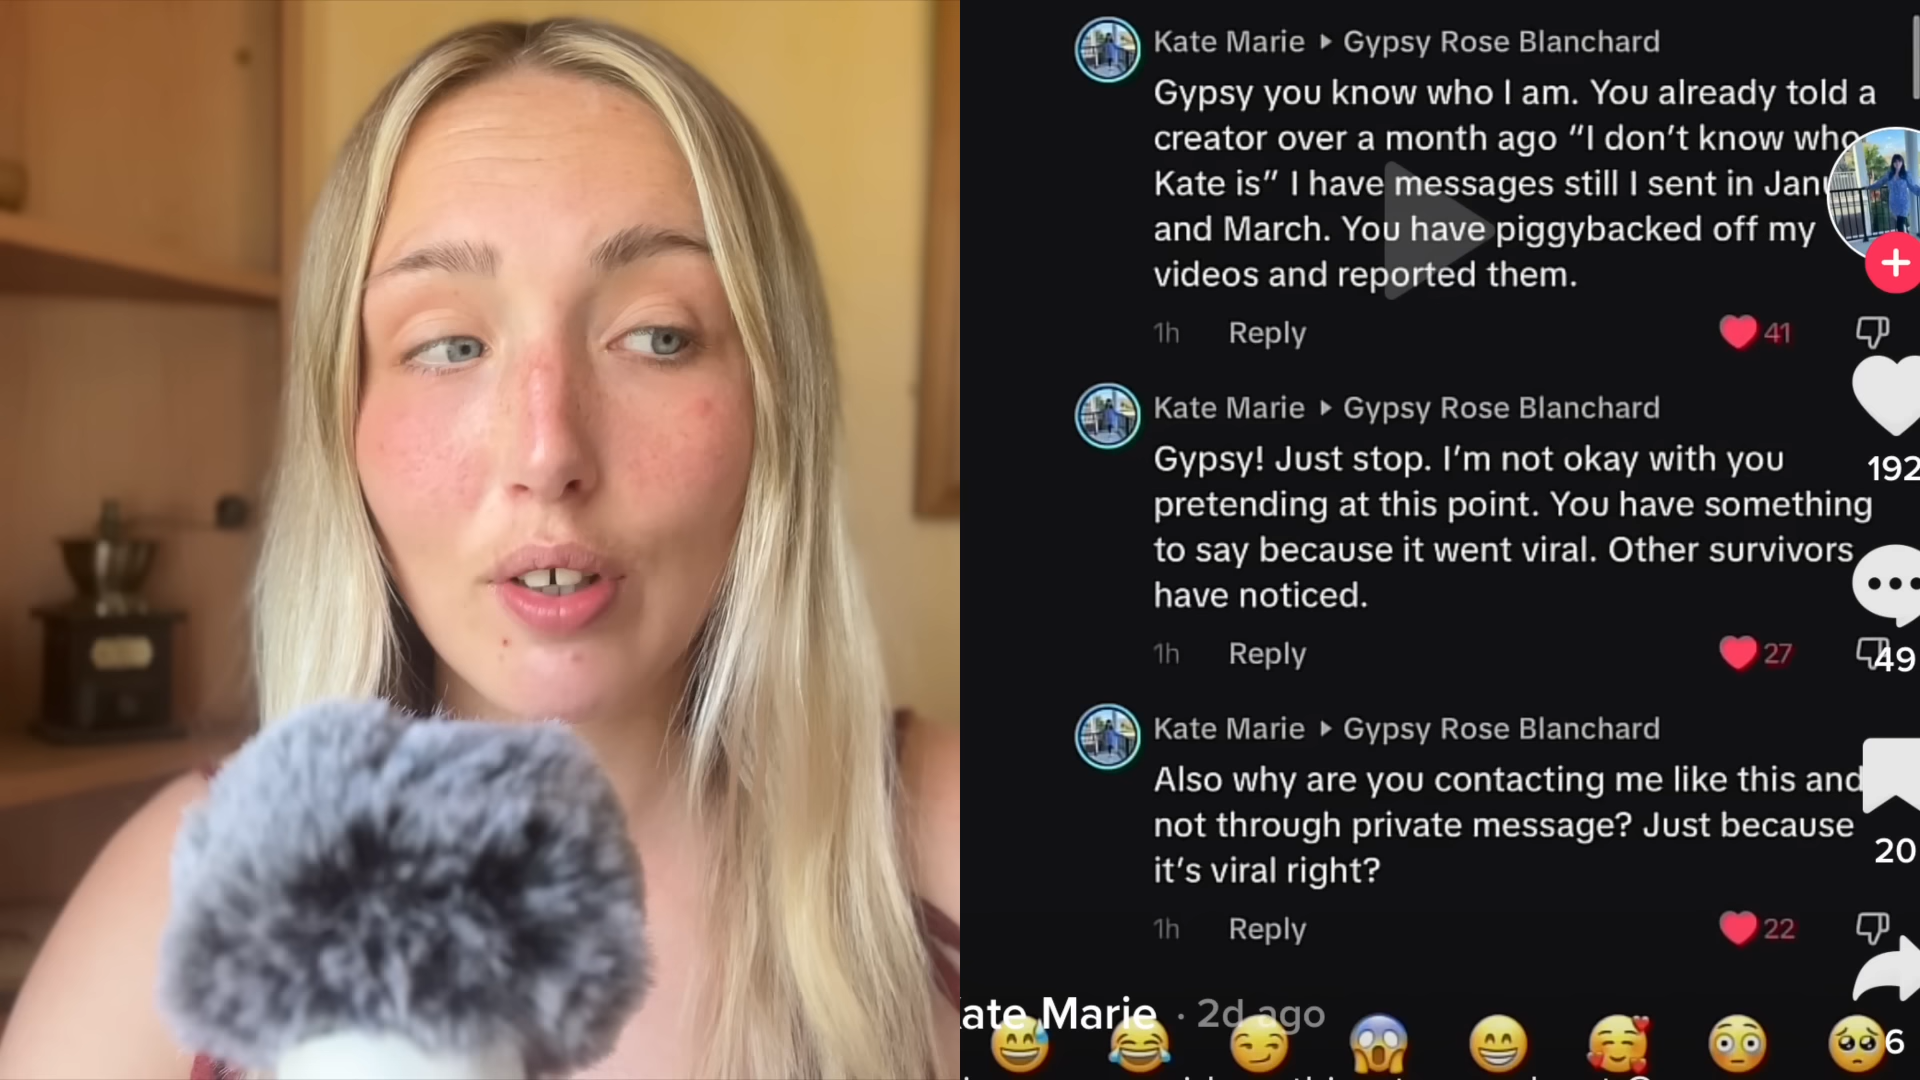 Kate Marie ▸ Gypsy Rose Blanchard
Gypsy you know who I am. You already told a
creator over a month ago “I don’t know who
Kate is” I have messages still I sent in
and March. You have piggybacked off my
videos and reported them.
1h Reply 41
Kate Marie ▸ Gypsy Rose Blanchard
Gypsy! Just stop. I’m not okay with you
pretending at this point. You have something
to say because it went viral. Other survivors
have noticed.
1h Reply 27
192
49
Kate Marie ▸ Gypsy Rose Blanchard
Also why are you contacting me like this and
not through private message? Just because
it’s viral right?
1h Reply 22
20
Marie · 2d ago
6